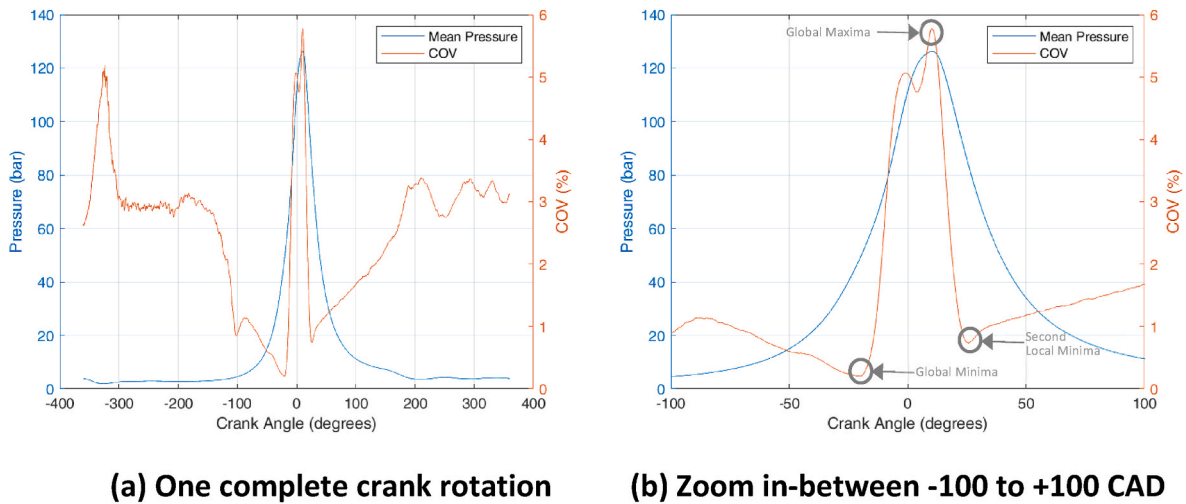 140
120
100
80
60
40
20
0
Pressure (bar)
6
5
4
3
2
1
0
COV (%)
Mean Pressure
COV
-400
-300
-200
-100
0
100
200
300
400
Crank Angle (degrees)
(a) One complete crank rotation
140
120
100
80
60
40
20
0
Pressure (bar)
6
5
4
3
2
1
0
COV (%)
Global Maxima
Mean Pressure
COV
Second
Local Minima
Global Minima
-100
-50
0
50
100
Crank Angle (degrees)
(b) Zoom in-between -100 to +100 CAD